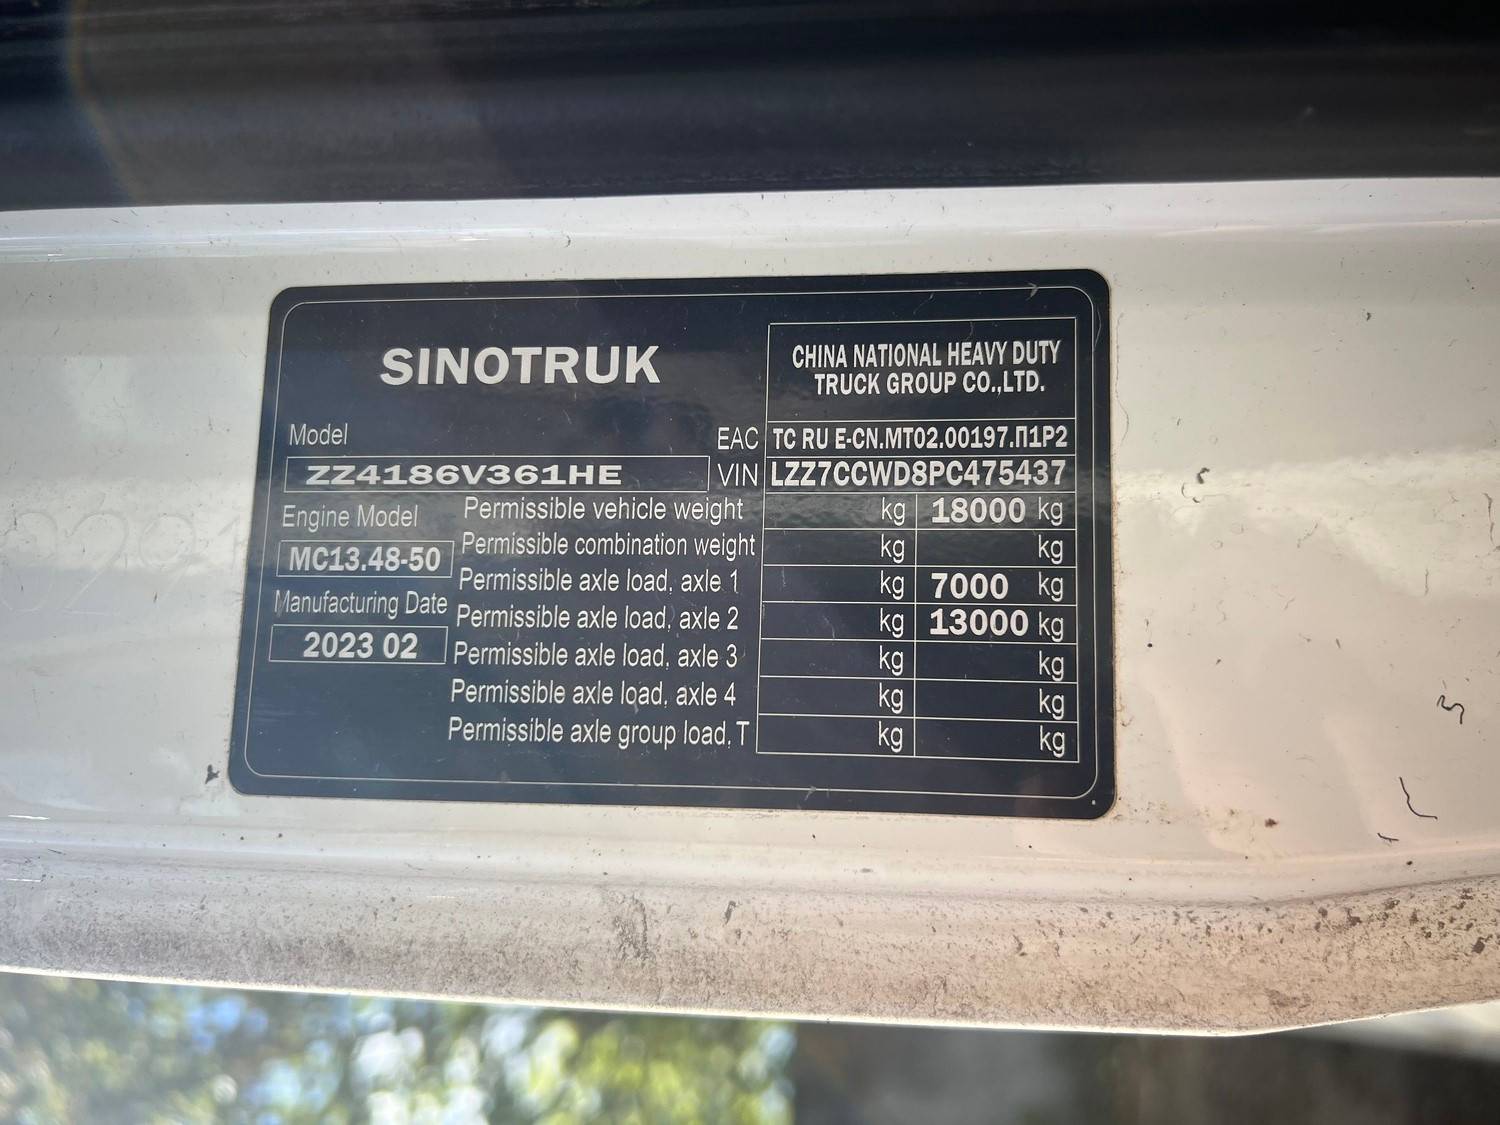 SINOTRUK
CHINA NATIONAL HEAVY DUTY
TRUCK GROUP CO.,LTD.
Model
EAC TC RU E-CN.MT02.00197.П1P2
ZZ4186V361HE VIN LZZ7CCWD8PC475437
Engine Model
MC13.48-50
Manufacturing Date
2023 02
Permissible vehicle weight kg 18000 kg
Permissible combination weight kg kg
Permissible axle load, axle 1 kg 7000 kg
Permissible axle load, axle 2 kg 13000 kg
Permissible axle load, axle 3 kg kg
Permissible axle load, axle 4 kg kg
Permissible axle group load, T kg kg